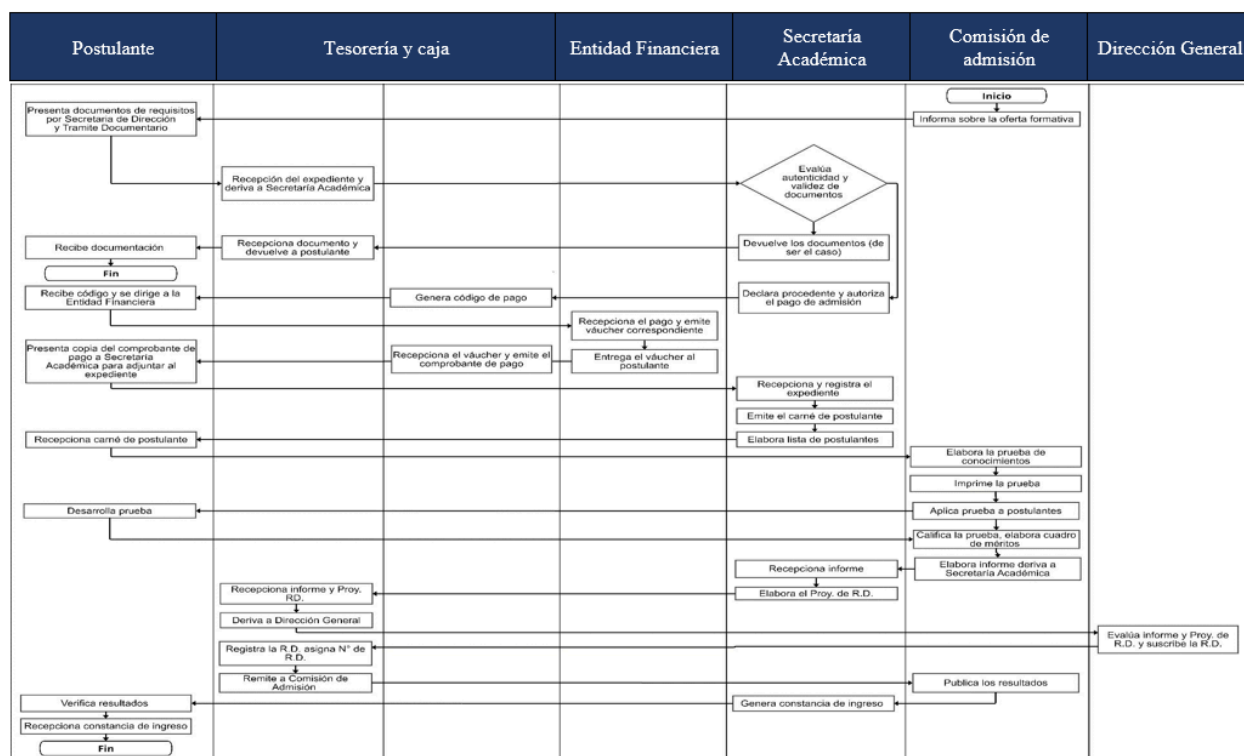 Postulante
Tesorería y caja
Entidad Financiera
Secretaría
Académica
Comisión de
admisión
Dirección General
Inicio
Informa sobre la oferta formativa
Presenta documentos de requisitos
por Secretaria de Dirección
y Tramite Documentario
Recepción del expediente y
deriva a Secretaría Académica
Evalúa
autenticidad y
validez de
documentos
Devuelve los documentos (de
ser el caso)
Recepciona documento y
devuelve a postulante
Recibe documentación
Fin
Declara procedente y autoriza
el pago de admisión
Genera código de pago
Recibe código y se dirige a la
Entidad Financiera
Recepciona el pago y emite
váucher correspondiente
Entrega el váucher al
postulante
Recepciona el váucher y emite el
comprobante de pago
Presenta copia del comprobante de
pago a Secretaría
Académica para adjuntar al
expediente
Recepciona y registra el
expediente
Emite el carné de postulante
Elabora lista de postulantes
Recepciona carné de postulante
Elabora la prueba de
conocimientos
Imprime la prueba
Aplica prueba a postulantes
Desarrolla prueba
Califica la prueba, elabora cuadro
de méritos
Elabora informe deriva a
Secretaría Académica
Recepciona informe
Elabora el Proy. de R.D.
Recepciona informe y Proy.
RD.
Deriva a Dirección General
Evalúa informe y Proy. de
R.D. y suscribe la R.D.
Registra la R.D. asigna N° de
R.D.
Remite a Comisión de
Admisión
Publica los resultados
Genera constancia de ingreso
Verifica resultados
Recepciona constancia de ingreso
Fin